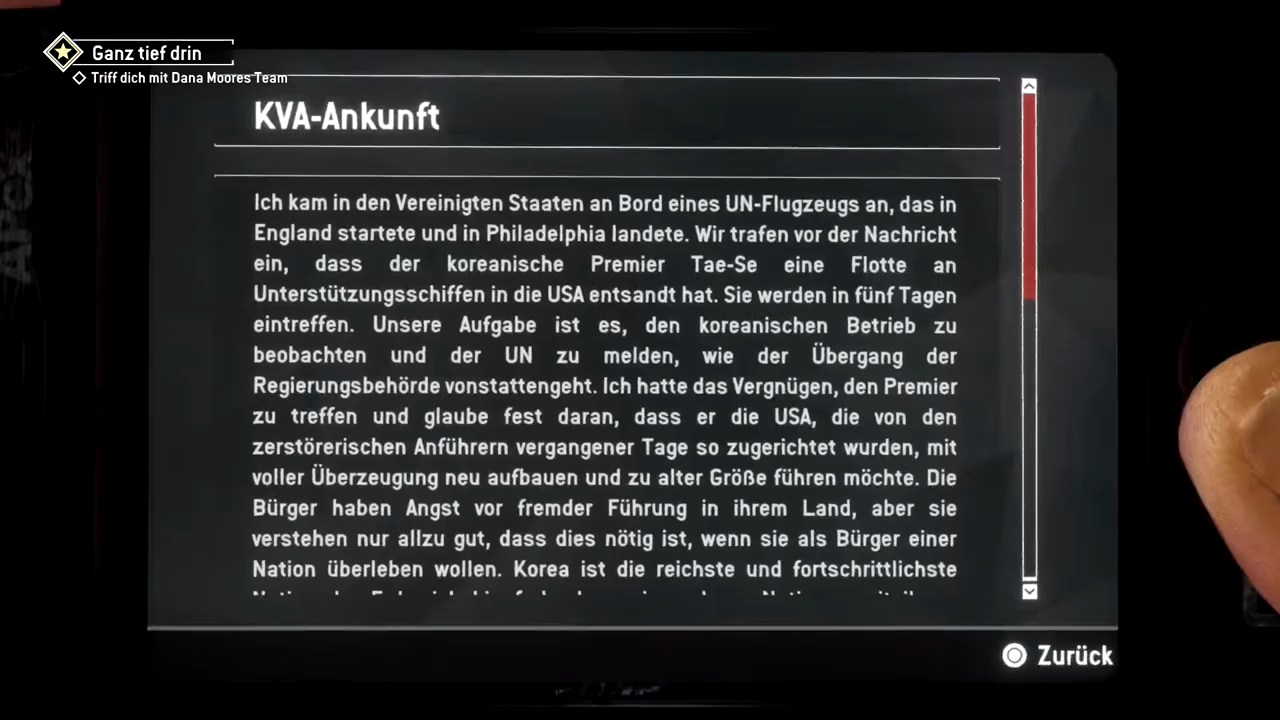 Ganz tief drin
Triff dich mit Dana Moores Team
KVA-Ankunft
Ich kam in den Vereinigten Staaten an Bord eines UN-Flugzeugs an, das in
England startete und in Philadelphia landete. Wir trafen vor der Nachricht
ein, dass der koreanische Premier Tae-Se eine Flotte an
Unterstützungsschiffen in die USA entsandt hat. Sie werden in fünf Tagen
eintreffen. Unsere Aufgabe ist es, den koreanischen Betrieb zu
beobachten und der UN zu melden, wie der Übergang der
Regierungsbehörde vonstattengeht. Ich hatte das Vergnügen, den Premier
zu treffen und glaube fest daran, dass er die USA, die von den
zerstörerischen Anführern vergangener Tage so zugerichtet wurden, mit
voller Überzeugung neu aufbauen und zu alter Größe führen möchte. Die
Bürger haben Angst vor fremder Führung in ihrem Land, aber sie
verstehen nur allzu gut, dass dies nötig ist, wenn sie als Bürger einer
Nation überleben wollen. Korea ist die reichste und fortschrittlichste
Zurück